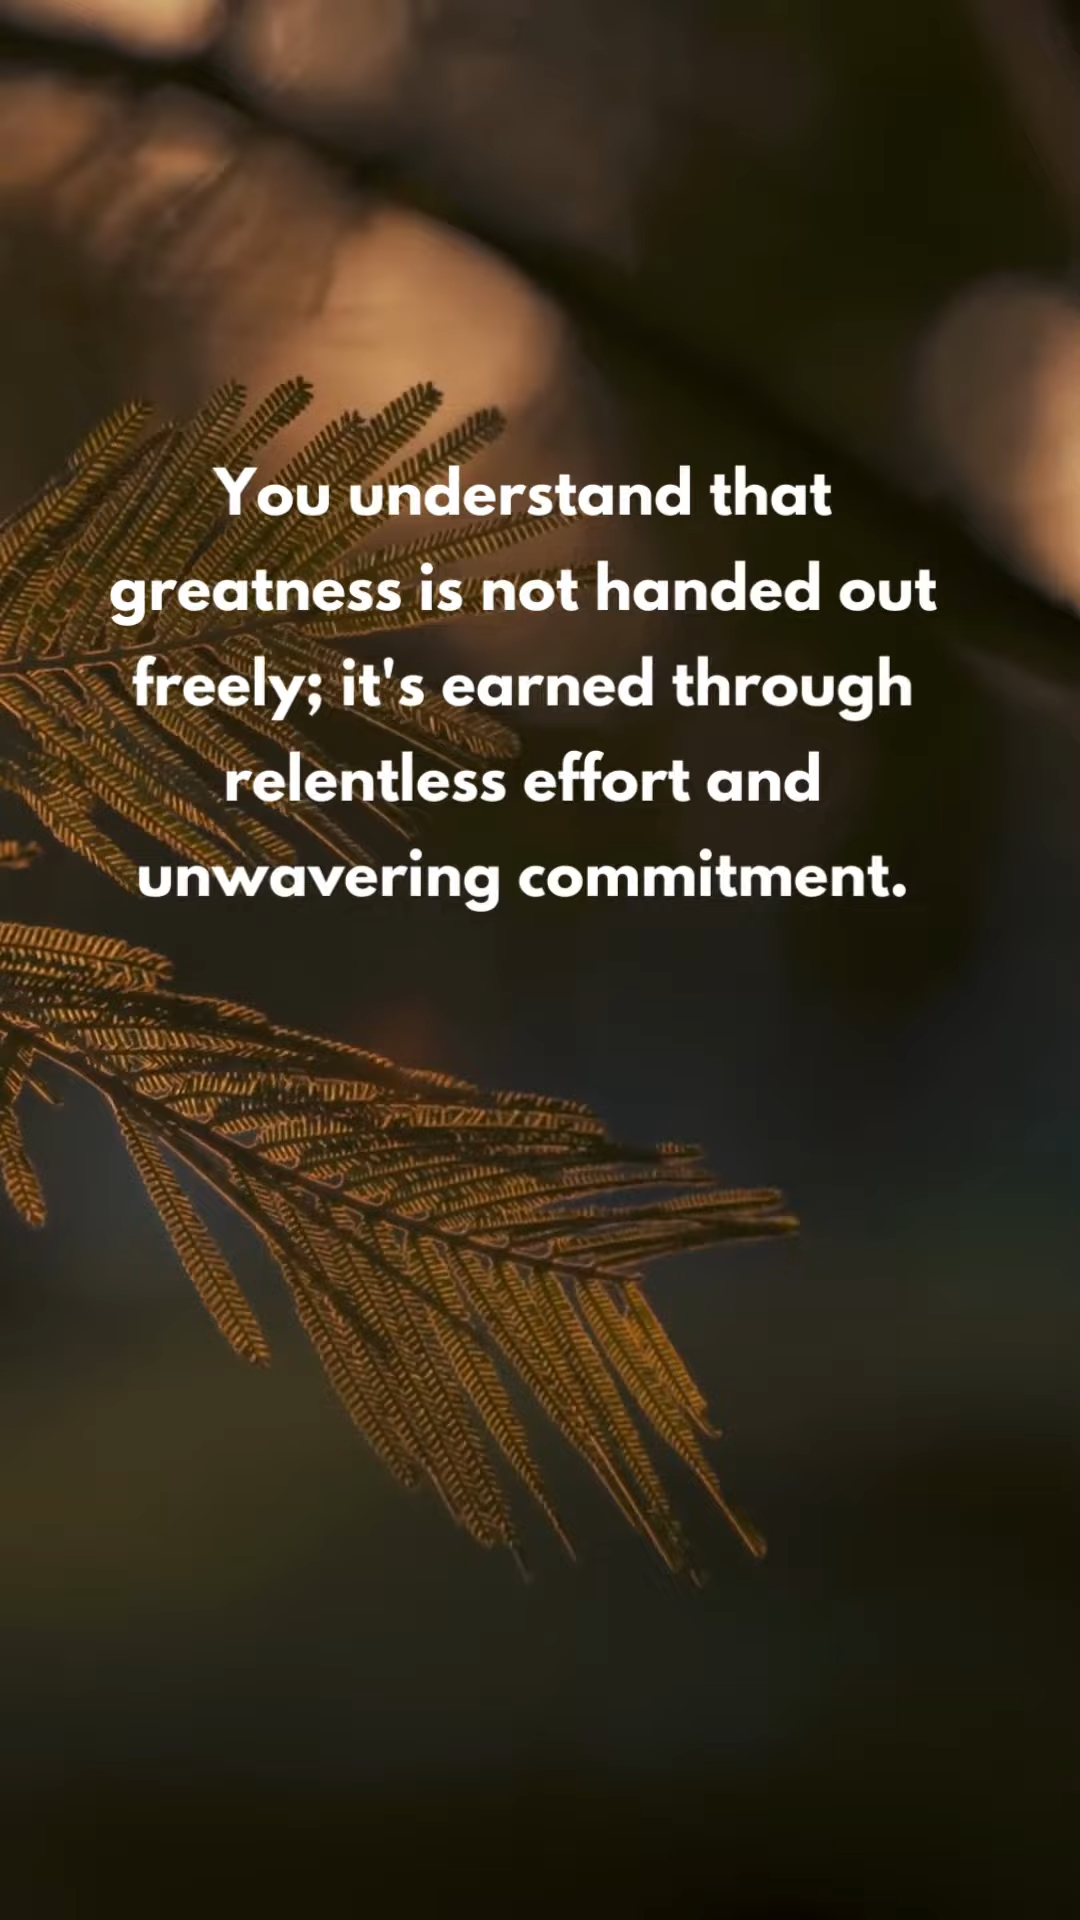 You understand that
greatness is not handed out
freely; it's earned through
relentless effort and
unwavering commitment.